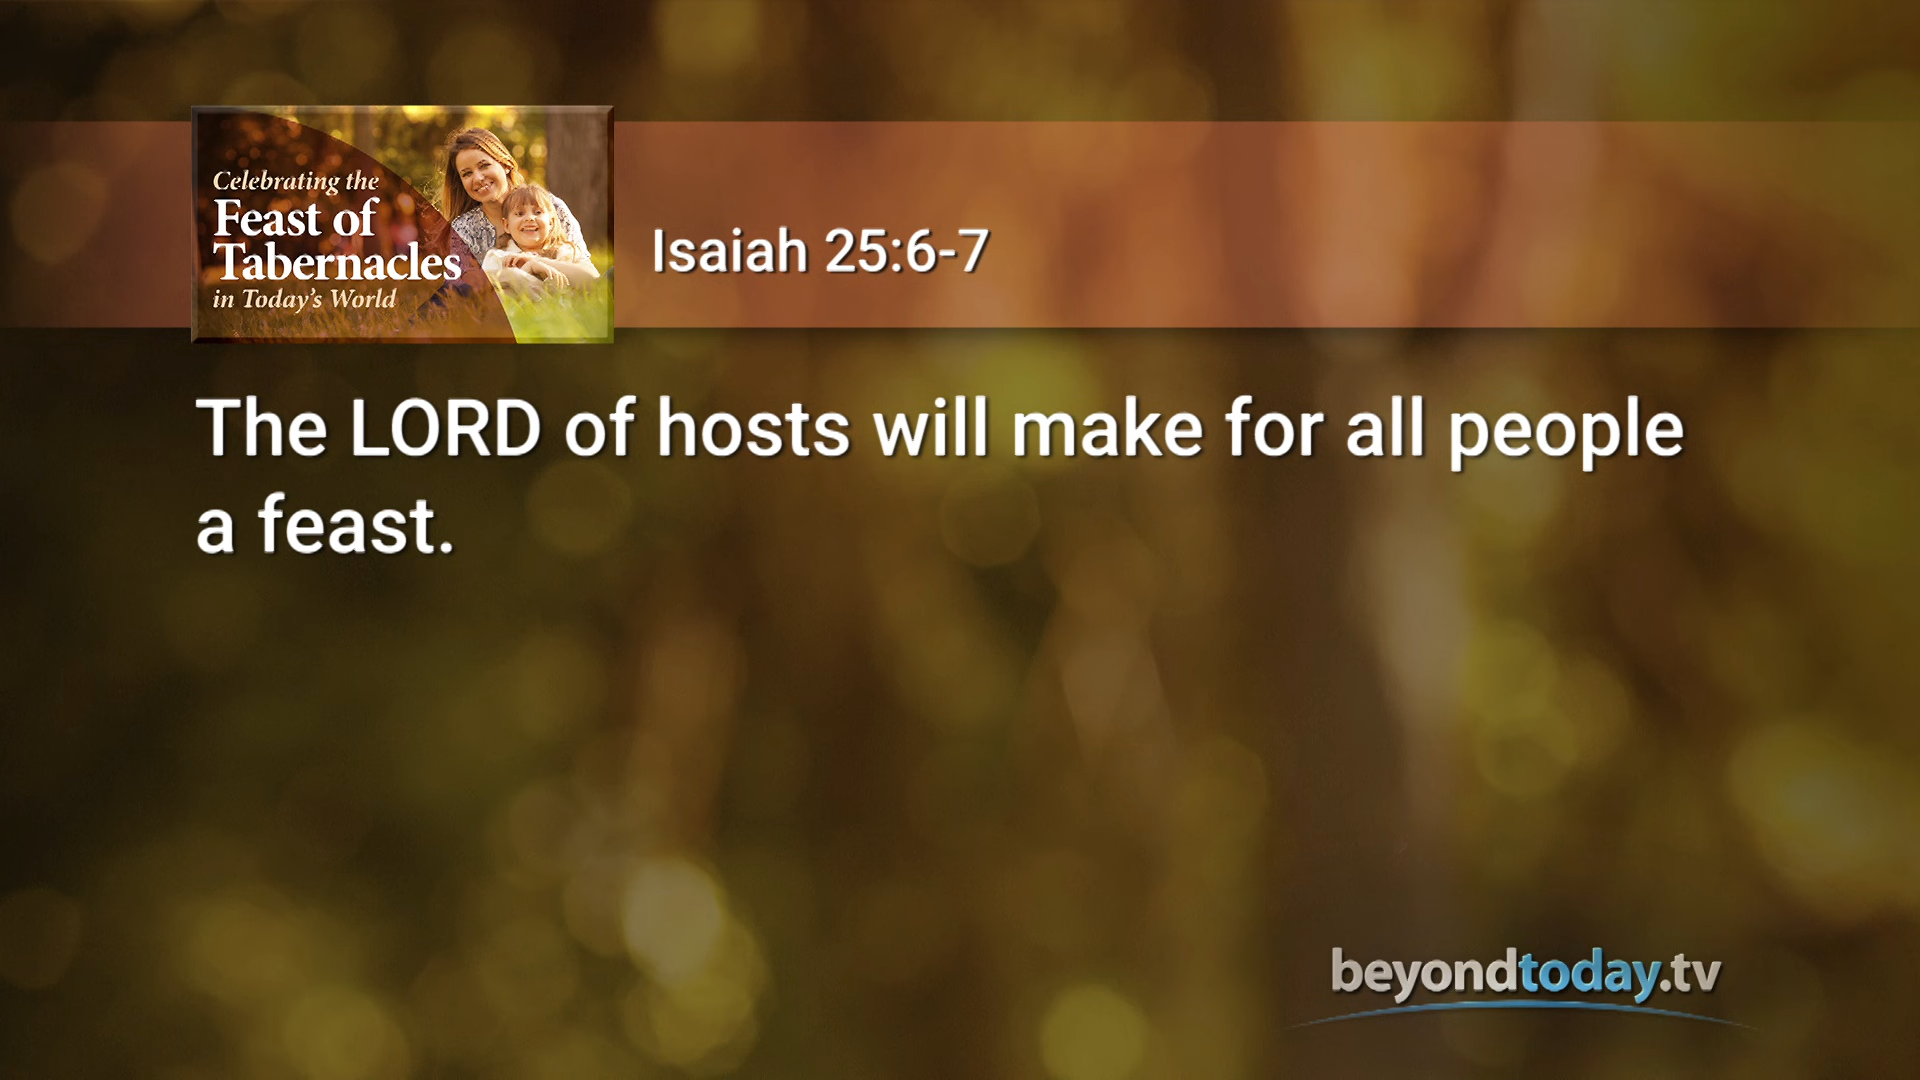 Celebrating the
Feast of
Tabernacles
in Today's World
Isaiah 25:6-7
The LORD of hosts will make for all people
a feast.
beyondtoday.tv